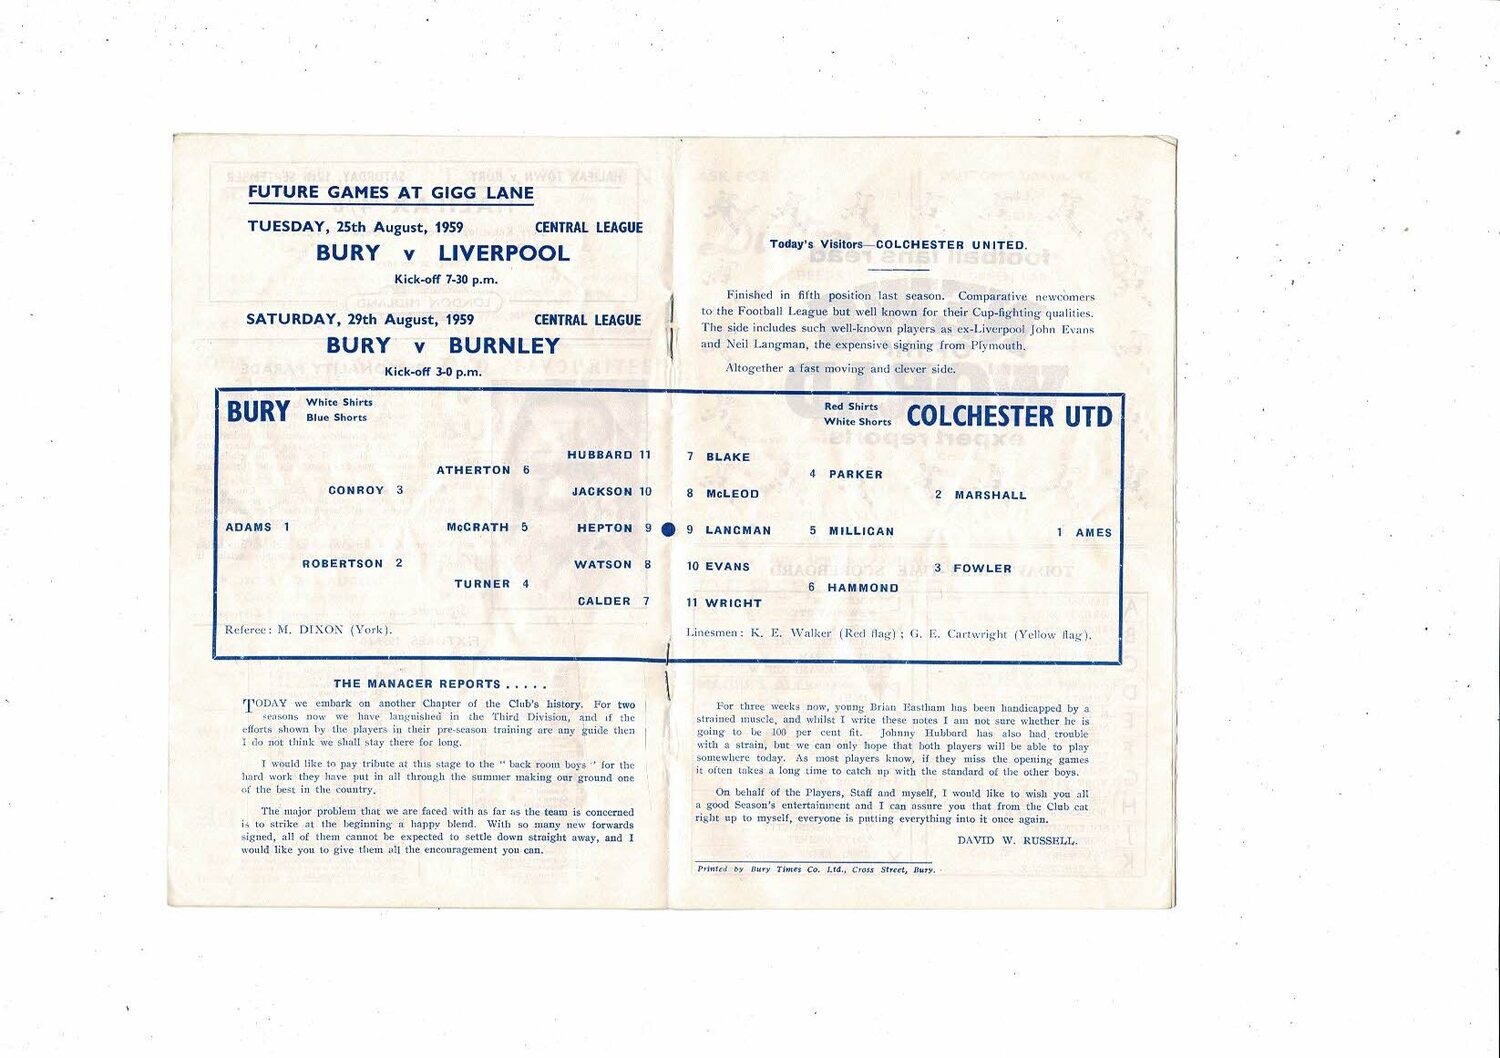 FUTURE GAMES AT GIGG LANE
TUESDAY, 25th August, 1959 CENTRAL LEAGUE
BURY v LIVERPOOL
Kick-off 7-30 p.m.
SATURDAY, 29th August, 1959 CENTRAL LEAGUE
BURY v BURNLEY
Kick-off 3-0 p.m.
Today's Visitors—COLCHESTER UNITED.
Finished in fifth position last season. Comparative newcomers
to the Football League but well known for their Cup-fighting qualities.
The side includes such well-known players as ex-Liverpool John Evans
and Neil Langman, the expensive signing from Plymouth.
Altogether a fast moving and clever side.
BURY White Shirts
Blue Shorts
HUBBARD 11
ATHERTON 6
CONROY 3
JACKSON 10
ADAMS 1
McGRATH 5
HEPTON 9
ROBERTSON 2
WATSON 8
TURNER 4
CALDER 7
Referee: M. DIXON (York).
Red Shirts
White Shorts COLCHESTER UTD
7 BLAKE
4 PARKER
8 McLEOD
2 MARSHALL
9 LANGMAN
5 MILLIGAN
1 AMES
10 EVANS
3 FOWLER
6 HAMMOND
11 WRIGHT
Linesmen: K. E. Walker (Red flag); G. E. Cartwright (Yellow flag).
THE MANAGER REPORTS . . . . .
TODAY we embark on another Chapter of the Club's history. For two
seasons now we have languished in the Third Division, and if the
efforts shown by the players in their pre-season training are any guide then
I do not think we shall stay there for long.
I would like to pay tribute at this stage to the "back room boys" for the
hard work they have put in all through the summer making our ground one
of the best in the country.
The major problem that we are faced with as far as the team is concerned
is to strike at the beginning a happy blend. With so many new forwards
signed, all of them cannot be expected to settle down straight away, and I
would like you to give them all the encouragement you can.
For three weeks now, young Brian Eastham has been handicapped by a
strained muscle, and whilst I write these notes I am not sure whether he is
going to be 100 per cent fit. Johnny Hubbard has also had trouble
with a strain, but we can only hope that both players will be able to play
somewhere today. As most players know, if they miss the opening games
it often takes a long time to catch up with the standard of the other boys.
On behalf of the Players, Staff and myself, I would like to wish you all
a good Season's entertainment and I can assure you that from the Club cat
right up to myself, everyone is putting everything into it once again.
DAVID W. RUSSELL.
Printed by Bury Times Co. Ltd., Cross Street, Bury.